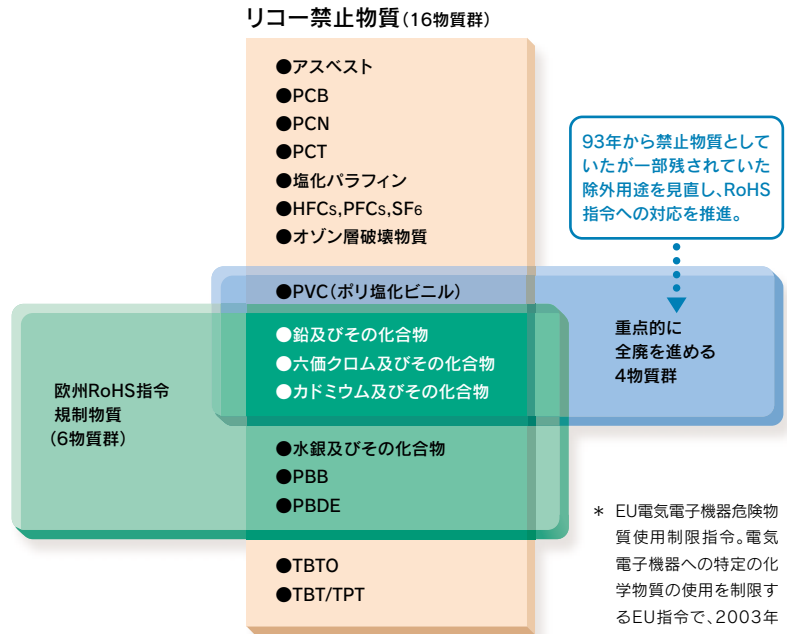 リコー禁止物質(16物質群)
●アスベスト
●PCB
●PCN
●PCT
●塩化パラフィン
●HFCs,PFCs,SF6
●オゾン層破壊物質
●PVC(ポリ塩化ビニル)
●鉛及びその化合物
●六価クロム及びその化合物
●カドミウム及びその化合物
●水銀及びその化合物
●PBB
●PBDE
●TBTO
●TBT/TPT
欧州RoHS指令
規制物質
(6物質群)
93年から禁止物質として
いたが一部残されていた
除外用途を見直し、RoHS
指令への対応を推進。
重点的に
全廃を進める
4物質群
* EU電気電子機器危険物
質使用制限指令。電気
電子機器への特定の化
学物質の使用を制限す
るEU指令で、2003年